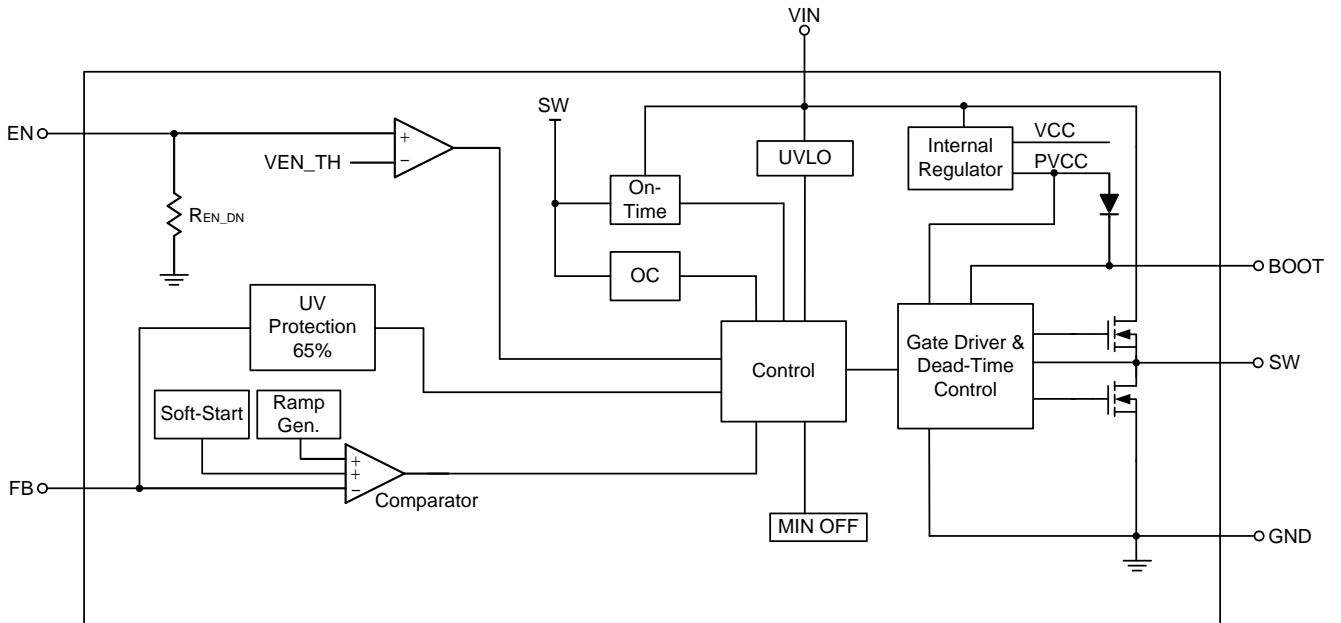 VIN
EN
SW
VEN_TH
+
−
UVLO
Internal
Regulator
VCC
PVCC
On-
Time
REN_DN
OC
BOOT
UV
Protection
65%
Control
Gate Driver &
Dead-Time
Control
SW
Soft-Start
Ramp
Gen.
+
+
−
Comparator
FB
MIN OFF
GND